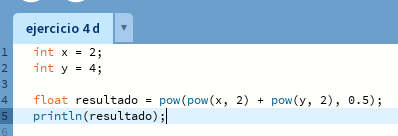 ejercicio 4 d ▼
1 int x = 2;
2 int y = 4;
3
4 float resultado = pow(pow(x, 2) + pow(y, 2), 0.5);
5 println(resultado);
6